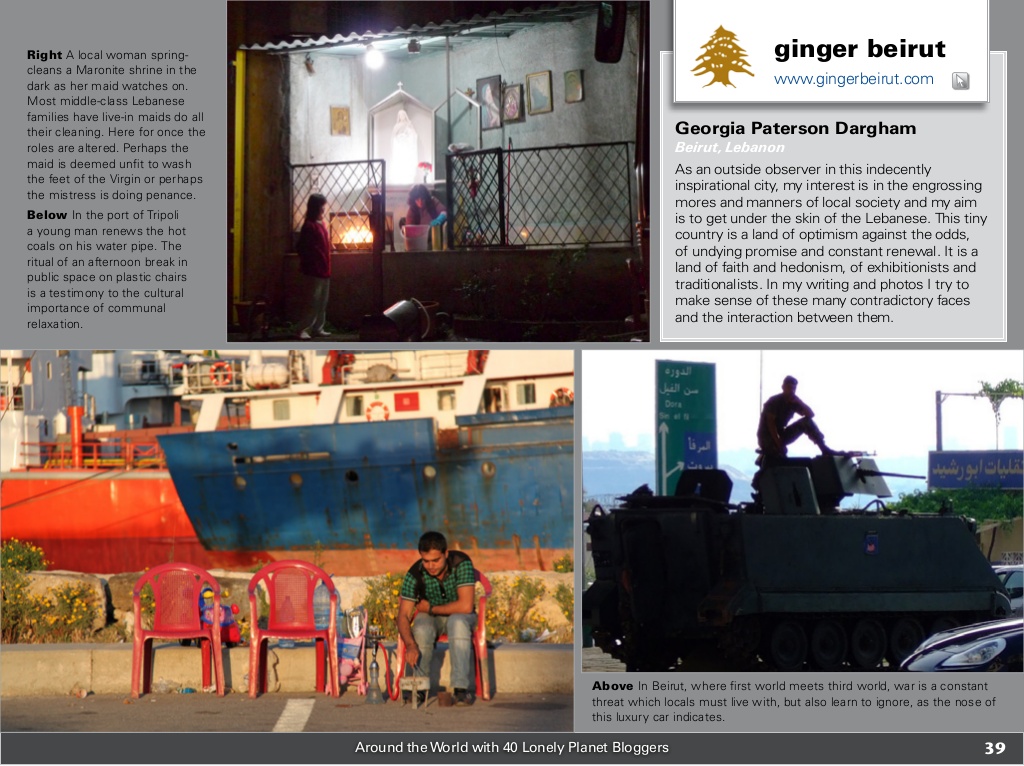 Right A local woman spring-
cleans a Maronite shrine in the
dark as her maid watches on.
Most middle-class Lebanese
families have live-in maids do all
their cleaning. Here for once the
roles are altered. Perhaps the
maid is deemed unfit to wash
the feet of the Virgin or perhaps
the mistress is doing penance.
Below In the port of Tripoli
a young man renews the hot
coals on his water pipe. The
ritual of an afternoon break in
public space on plastic chairs
is a testimony to the cultural
importance of communal
relaxation.
ginger beirut
www.gingerbeirut.com
Georgia Paterson Dargham
Beirut, Lebanon
As an outside observer in this indecently
inspirational city, my interest is in the engrossing
mores and manners of local society and my aim
is to get under the skin of the Lebanese. This tiny
country is a land of optimism against the odds,
of undying promise and constant renewal. It is a
land of faith and hedonism, of exhibitionists and
traditionalists. In my writing and photos I try to
make sense of these many contradictory faces
and the interaction between them.
الدورة
سن الفيل
Dora
Sin el fil
المرفأ
بيروت
ابو رشيد
Above In Beirut, where first world meets third world, war is a constant
threat which locals must live with, but also learn to ignore, as the nose of
this luxury car indicates.
Around the World with 40 Lonely Planet Bloggers
39